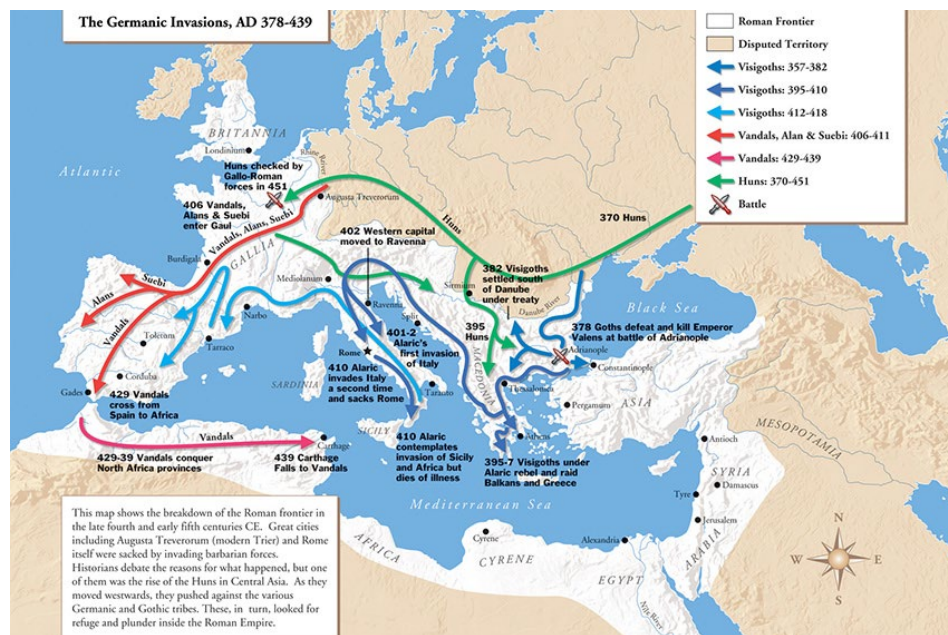 The Germanic Invasions, AD 378-439
Roman Frontier
Disputed Territory
Visigoths: 357-382
Visigoths: 395-410
Visigoths: 412-418
Vandals, Alan & Suebi: 406-411
Vandals: 429-439
Huns: 370-451
Battle
BRITANNIA
Londinium
Atlantic
Rhine
River
Huns checked by
Gallo-Roman
forces in 451
Augusta Treverorum
406 Vandals,
Alans & Suebi
enter Gaul
Vandals, Alans, Suebi
Huns
370 Huns
402 Western capital
moved to Ravenna
Burdigala
GALLIA
Mediolanum
Sirmium
382 Visigoths
settled south
of Danube
under treaty
Danube River
Black Sea
Suebi
Alans
Vandals
Narbo
Ravenna
Split
395
Huns
378 Goths defeat and kill Emperor
Valens at battle of Adrianople
Toletum
Tarraco
401-2
Alaric's
first invasion
of Italy
Rome
Adrianople
Constantinople
MACEDONIA
410 Alaric
invades Italy
a second time
and sacks Rome
SARDINIA
Taranto
Thessalonica
Pergamum
ASIA
Corduba
Gades
429 Vandals
cross from
Spain to Africa
SICILY
Athens
MESOPOTAMIA
Antioch
Vandals
Carthage
429-39 Vandals conquer
North Africa provinces
439 Carthage
Falls to Vandals
410 Alaric
contemplates
invasion of Sicily
and Africa but
dies of illness
395-7 Visigoths under
Alaric rebel and raid
Balkans and Greece
SYRIA
Damascus
Tyre
Mediterranean Sea
Jerusalem
Cyrene
CYRENE
Alexandria
AFRICA
EGYPT
ARABIA
Nile River
N
W
E
S
This map shows the breakdown of the Roman frontier in
the late fourth and early fifth centuries CE. Great cities
including Augusta Treverorum (modern Trier) and Rome
itself were sacked by invading barbarian forces.
Historians debate the reasons for what happened, but one
of them was the rise of the Huns in Central Asia. As they
moved westwards, they pushed against the various
Germanic and Gothic tribes. These, in turn, looked for
refuge and plunder inside the Roman Empire.